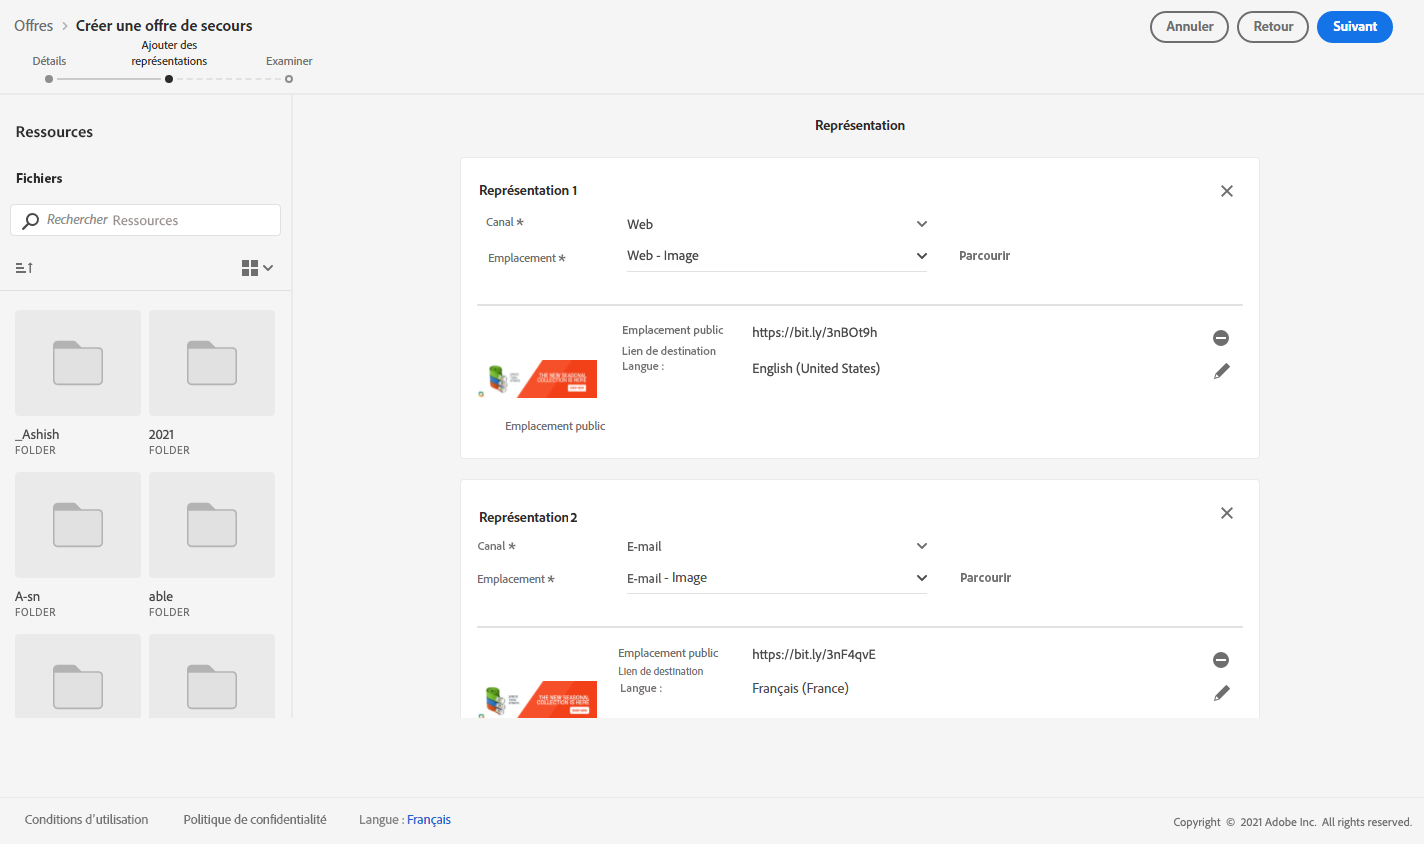 Offres > Créer une offre de secours
Annuler
Retour
Suivant
Détails
Ajouter des
représentations
Examiner
Ressources
Fichiers
Rechercher Ressources
_Ashish
FOLDER
2021
FOLDER
A-sn
FOLDER
able
FOLDER
Représentation
Représentation 1
Canal * Web
Emplacement * Web - Image Parcourir
Emplacement public https://bit.ly/3nBOt9h
Lien de destination
Langue : English (United States)
THE NEW SEASONAL
COLLECTION IS HERE
Emplacement public
Représentation 2
Canal * E-mail
Emplacement * E-mail - Image Parcourir
Emplacement public https://bit.ly/3nF4qvE
Lien de destination
Langue : Français (France)
THE NEW SEASONAL
COLLECTION IS HERE
Conditions d'utilisation
Politique de confidentialité
Langue : Français
Copyright © 2021 Adobe Inc. All rights reserved.